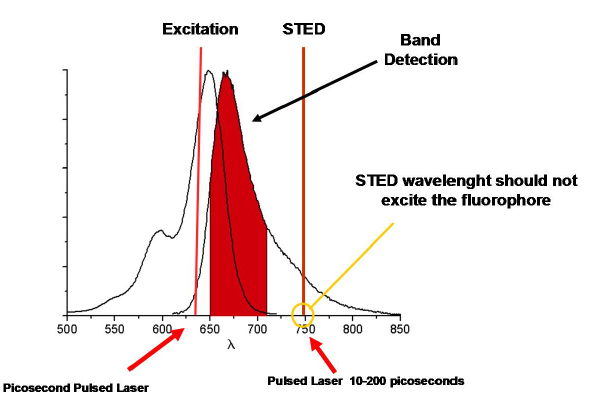 Excitation STED
Band
Detection
STED wavelenght should not
excite the fluorophore
500 550 600 650 700 750 800 850
λ
Picosecond Pulsed Laser
Pulsed Laser 10-200 picoseconds